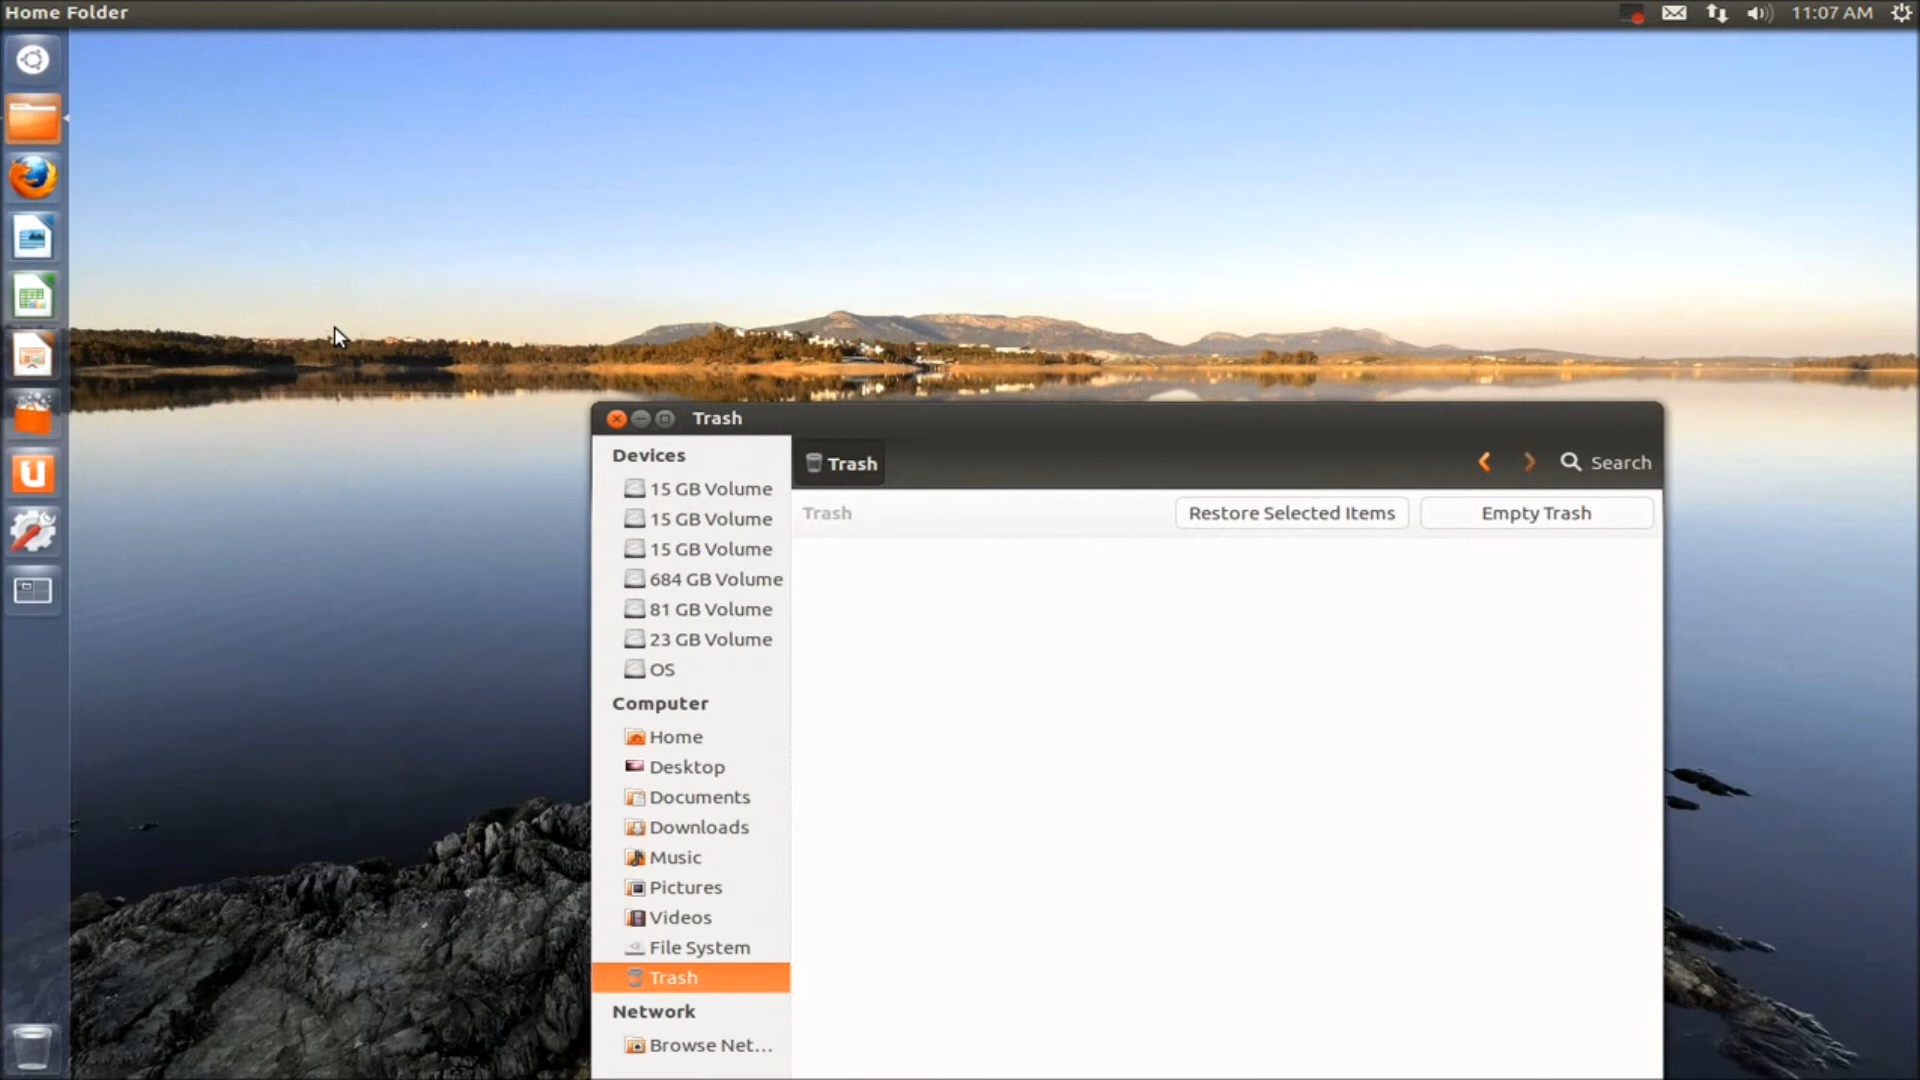 Home Folder
11:07 AM
Trash
Devices
15 GB Volume
15 GB Volume
15 GB Volume
684 GB Volume
81 GB Volume
23 GB Volume
OS
Computer
Home
Desktop
Documents
Downloads
Music
Pictures
Videos
File System
Trash
Network
Browse Net...
Trash
Search
Trash
Restore Selected Items
Empty Trash